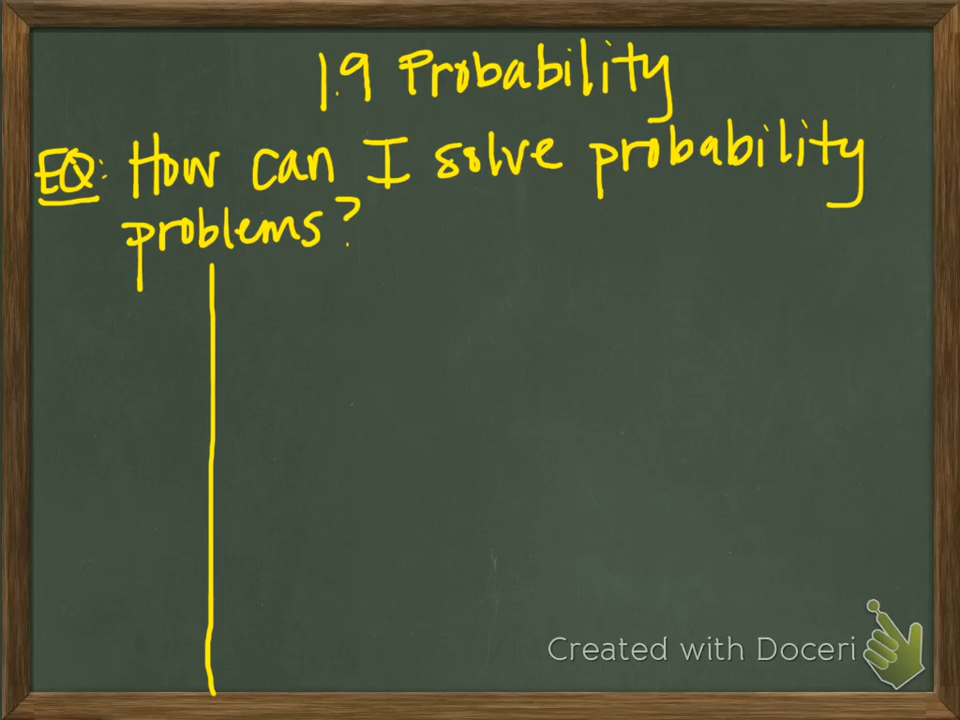 1.9 Probability
EQ: How can I solve probability
problems?
Created with Doceri